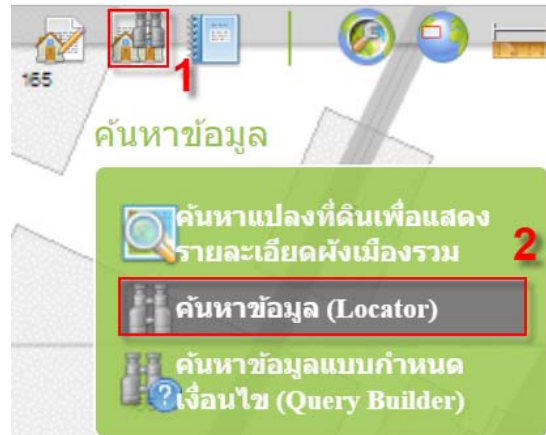 165
1
ค้นหาข้อมูล
ค้นหาแปลงที่ดินเพื่อแสดง
รายละเอียดผังเมืองรวม
2
ค้นหาข้อมูล (Locator)
ค้นหาข้อมูลแบบกำหนด
เงื่อนไข (Query Builder)